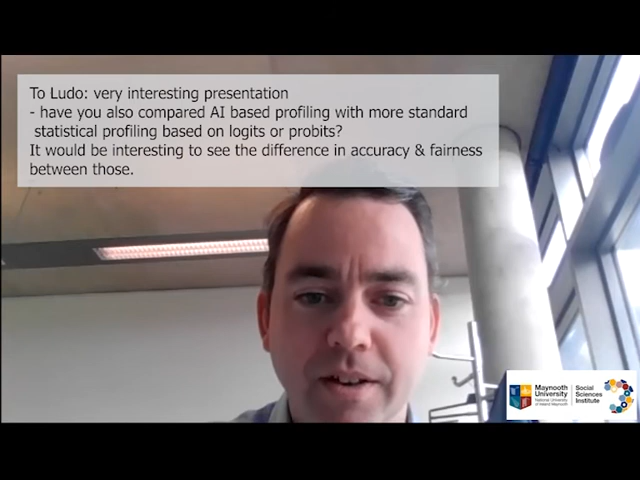 To Ludo: very interesting presentation
- have you also compared AI based profiling with more standard
statistical profiling based on logits or probits?
It would be interesting to see the difference in accuracy & fairness
between those.
Maynooth
University
National University
of Ireland Maynooth
Social
Sciences
Institute